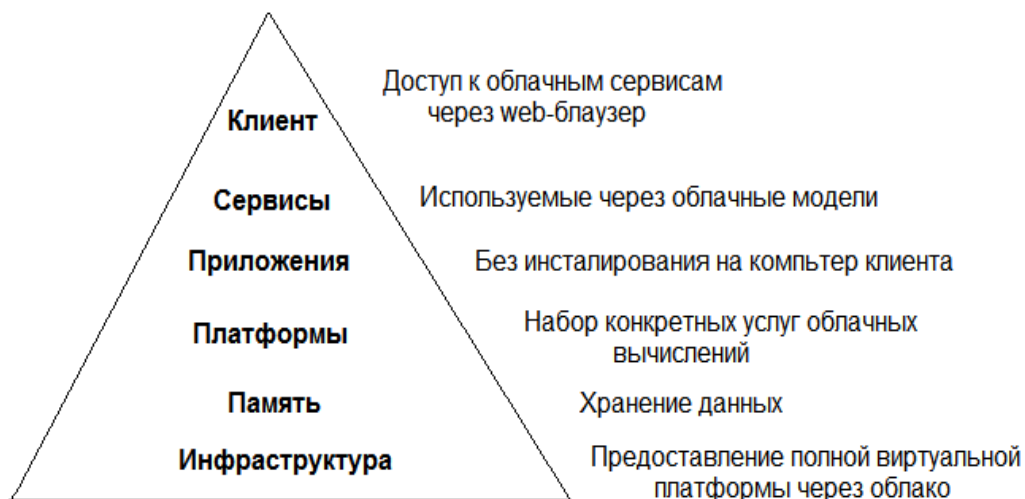 Доступ к облачным сервисам
через web-блаузер
Клиент
Сервисы
Используемые через облачные модели
Приложения
Без инсталирования на компьтер клиента
Платформы
Набор конкретных услуг облачных
вычислений
Память
Хранение данных
Инфраструктура
Предоставление полной виртуальной
платформы через облако